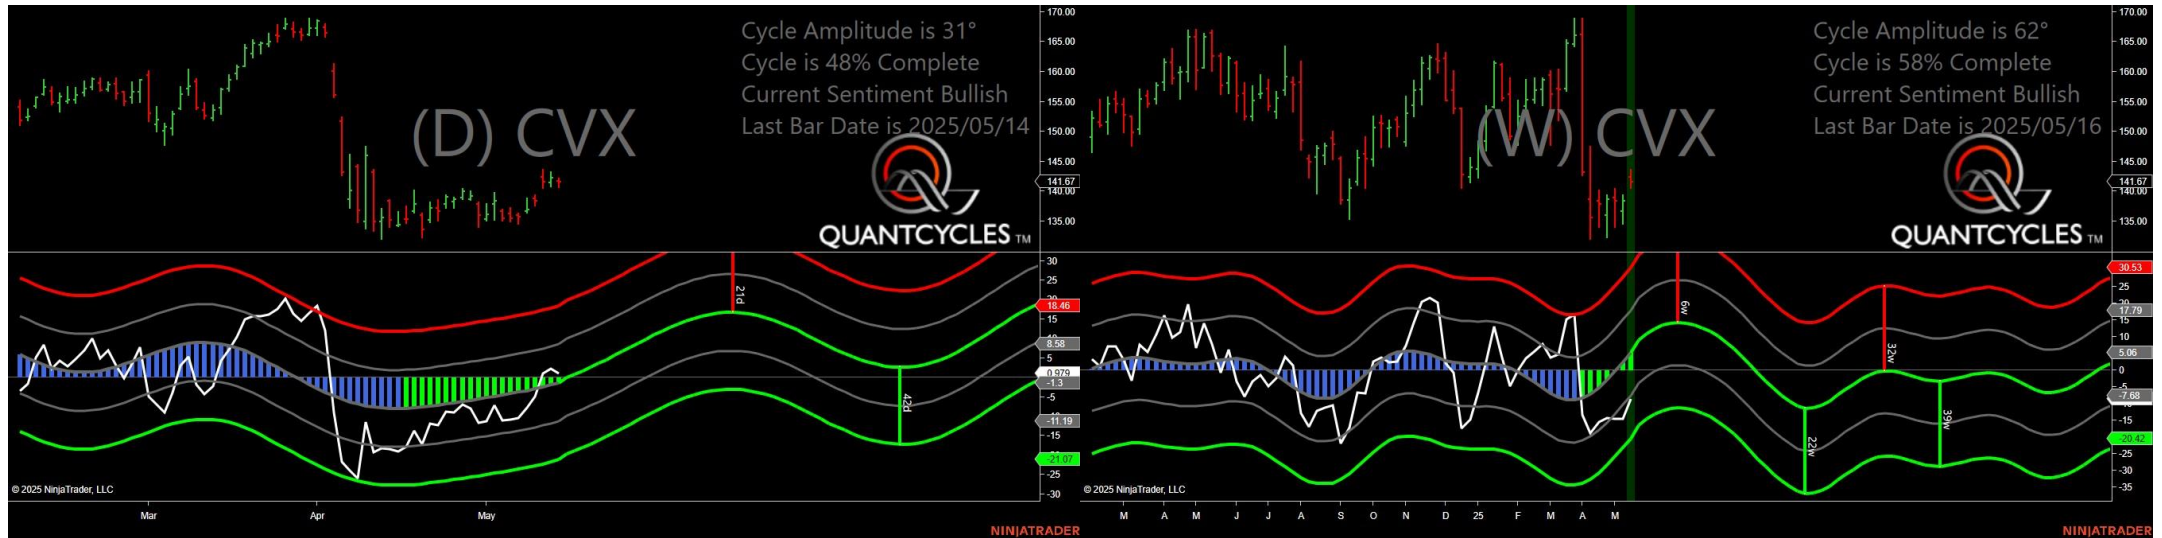 Cycle Amplitude is 31°
Cycle is 48% Complete
Current Sentiment Bullish
Last Bar Date is 2025/05/14
(D) CVX
QUANTCYCLES TM
170.00
165.00
160.00
155.00
150.00
145.00
141.67
140.00
135.00
30
25
20
18.46
15
8.58
5
0.979
-1.3
-5
-11.19
-15
-21.07
-25
-30
21d
42d
© 2025 NinjaTrader, LLC
Mar Apr May
NINJATRADER
Cycle Amplitude is 62°
Cycle is 58% Complete
Current Sentiment Bullish
Last Bar Date is 2025/05/16
(W) CVX
QUANTCYCLES TM
170.00
165.00
160.00
155.00
150.00
145.00
141.67
140.00
135.00
30.53
25
20
17.79
15
10
5.06
0
-5
-7.68
-15
-20.42
-25
-30
-35
6w
32w
22w
39w
© 2025 NinjaTrader, LLC
M A M J J A S O N D 25 F M A M
NINJATRADER